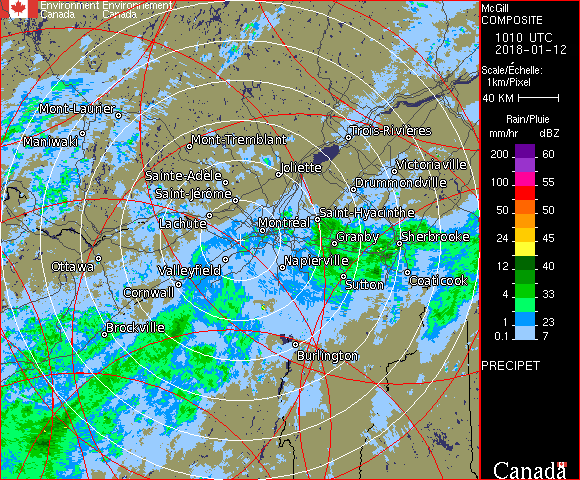 Environment Environnement
Canada Canada
McGill
COMPOSITE
1010 UTC
2018-01-12
Scale/Échelle:
1km/Pixel
40 KM
Rain/Pluie
mm/hr dBZ
200 60
100 55
50 50
24 45
12 40
4 33
1 23
0.1 7
PRECIPET
Canada
Mont-Laurier
Maniwaki
Mont-Tremblant
Trois-Rivières
Joliette
Victoriaville
Sainte-Adèle
Drummondville
Saint-Jérôme
Lachute
Saint-Hyacinthe
Montréal
Granby
Sherbrooke
Ottawa
Valleyfield
Napierville
Cornwall
Sutton
Coaticook
Brockville
Burlington